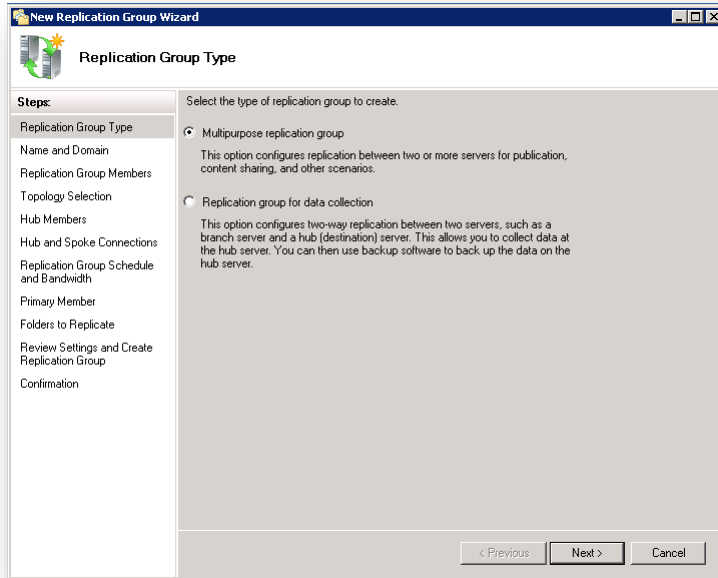 New Replication Group Wizard
Replication Group Type
Steps:
Replication Group Type
Name and Domain
Replication Group Members
Topology Selection
Hub Members
Hub and Spoke Connections
Replication Group Schedule
and Bandwidth
Primary Member
Folders to Replicate
Review Settings and Create
Replication Group
Confirmation
Select the type of replication group to create.
Multipurpose replication group
This option configures replication between two or more servers for publication,
content sharing, and other scenarios.
Replication group for data collection
This option configures two-way replication between two servers, such as a
branch server and a hub (destination) server. This allows you to collect data at
the hub server. You can then use backup software to back up the data on the
hub server.
< Previous
Next >
Cancel